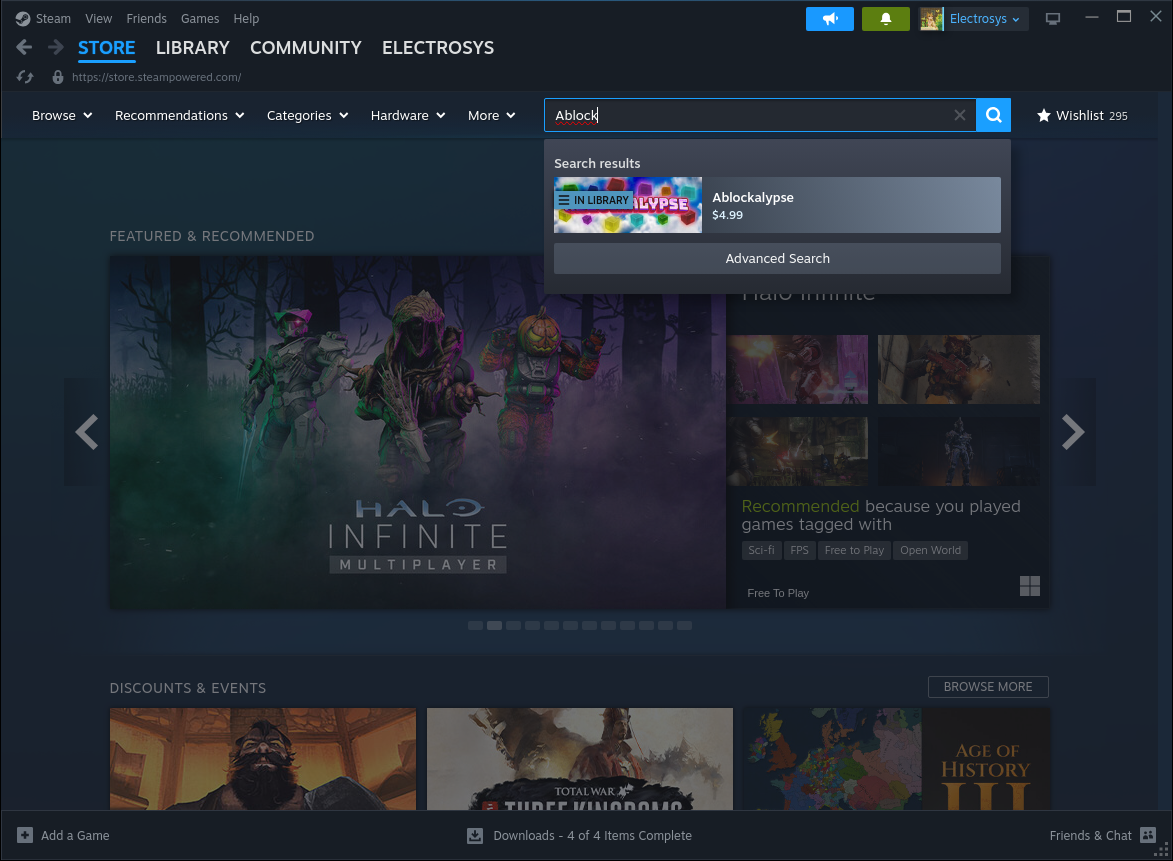 Steam View Friends Games Help
Electrosys
STORE LIBRARY COMMUNITY ELECTROSYS
https://store.steampowered.com/
Browse Recommendations Categories Hardware More
Ablock
Wishlist 295
Search results
IN LIBRARY
Ablockalypse
$4.99
Advanced Search
FEATURED & RECOMMENDED
Halo Infinite
HALO
INFINITE
MULTIPLAYER
Recommended because you played
games tagged with
Sci-fi FPS Free to Play Open World
Free To Play
DISCOUNTS & EVENTS
BROWSE MORE
TOTAL WAR
THREE KINGDOMS
AGE OF
HISTORY
III
Add a Game
Downloads - 4 of 4 Items Complete
Friends & Chat